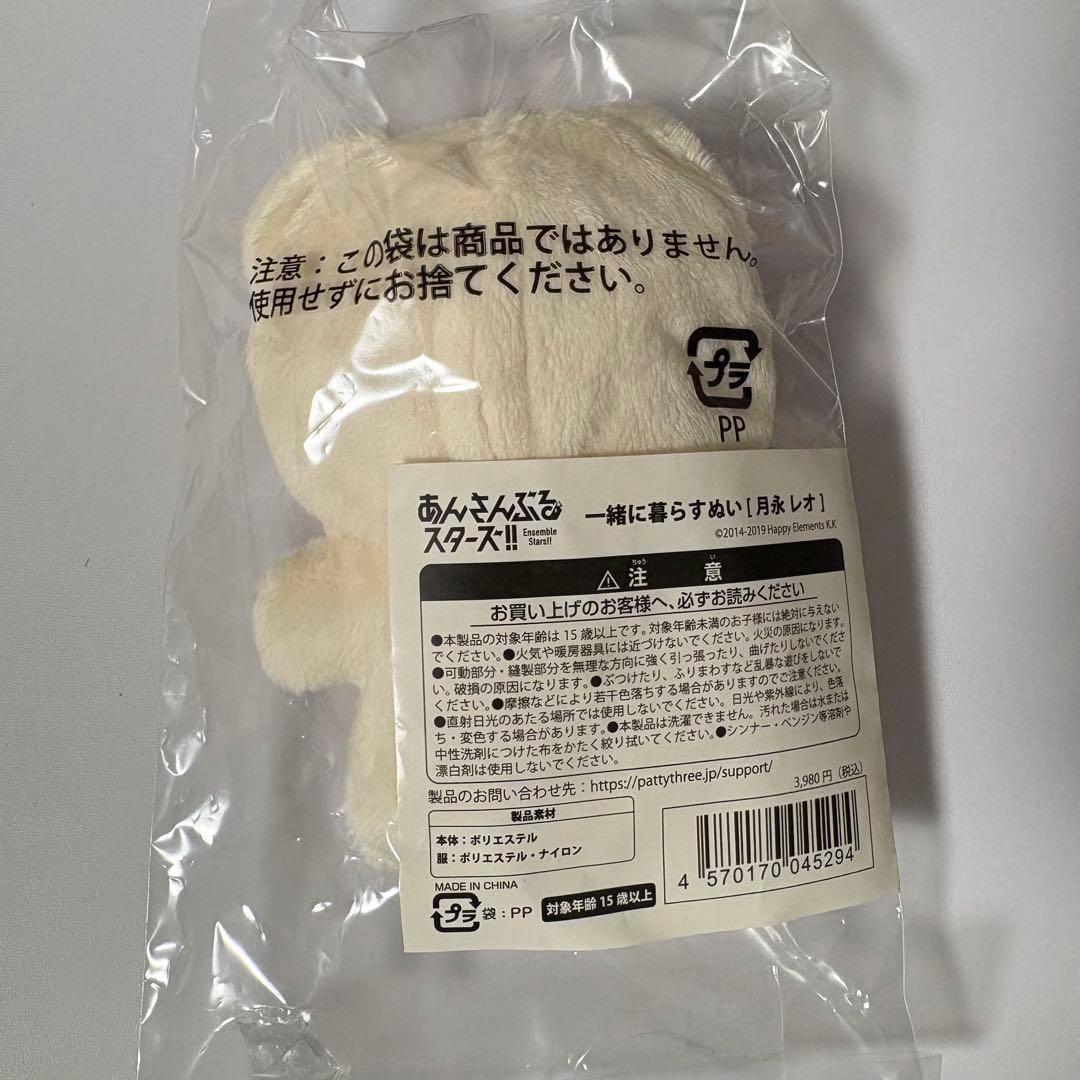 注意：この袋は商品ではありません。
使用せずにお捨てください。
プラ
PP
あんさんぶる
スターズ!!
Ensemble
Stars!!
一緒に暮らすぬい［月永 レオ］
©2014-2019 Happy Elements K.K
ちゅう い
⚠注 意
お買い上げのお客様へ、必ずお読みください
●本製品の対象年齢は 15 歳以上です。対象年齢未満のお子様には絶対に与えない
でください。●火気や暖房器具には近づけないでください。火災の原因になります。
●可動部分・縫製部分を無理な方向に強く引っ張ったり、曲げたりしないでくださ
い。破損の原因になります。●ぶつけたり、ふりまわすなど乱暴な遊びをしないで
ください。●摩擦などにより若干色落ちする場合がありますのでご注意ください。
●直射日光のあたる場所では使用しないでください。日光や紫外線により、色落
ち・変色する場合があります。●本製品は洗濯できません。汚れた場合は水または
中性洗剤につけた布をかたく絞り拭いてください。●シンナー・ベンジン等溶剤や
漂白剤は使用しないでください。
製品のお問い合わせ先：https://pattythree.jp/support/
3,980円（税込）
製品素材
本体：ポリエステル
服：ポリエステル・ナイロン
MADE IN CHINA
プラ 袋：PP
対象年齢 15 歳以上
4 570170 045294